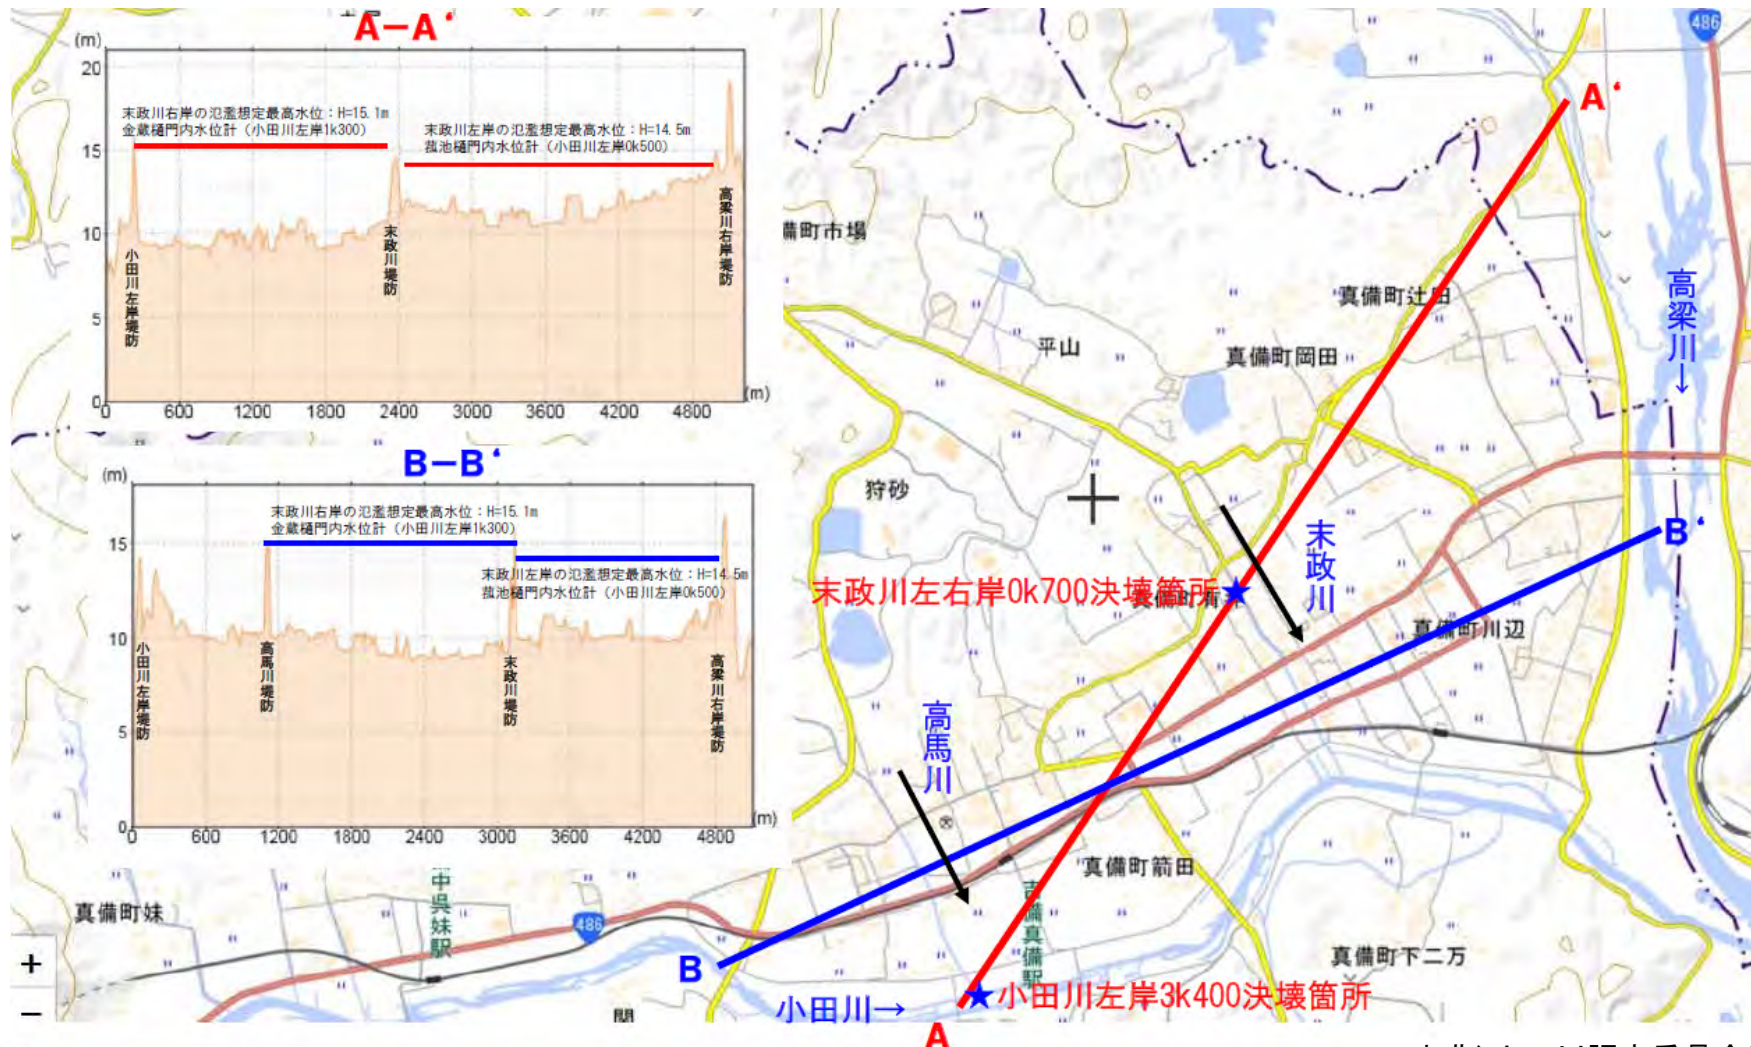 A－A‘
(m)
20
15
10
5
0
末政川右岸の氾濫想定最高水位：H=15.1m
金蔵樋門内水位計（小田川左岸1k300）
末政川左岸の氾濫想定最高水位：H=14.5m
菰池樋門内水位計（小田川左岸0k500）
小田川左岸堤防
末政川堤防
高梁川右岸堤防
0 600 1200 1800 2400 3000 3600 4200 4800
(m)
B－B‘
(m)
15
10
5
0
末政川右岸の氾濫想定最高水位：H=15.1m
金蔵樋門内水位計（小田川左岸1k300）
末政川左岸の氾濫想定最高水位：H=14.5m
菰池樋門内水位計（小田川左岸0k500）
小田川左岸堤防
高馬川堤防
末政川堤防
高梁川右岸堤防
0 600 1200 1800 2400 3000 3600 4200 4800
(m)
486
A‘
備町市場
真備町辻田
高梁川→
平山
真備町岡田
狩砂
末政川
B‘
末政川左右岸0k700決壊箇所
真備町有井
真備町川辺
高馬川
真備町箭田
吉備真備駅
真備町妹
中呉妹駅
486
真備町下二万
B
小田川→
小田川左岸3k400決壊箇所
A
+
−